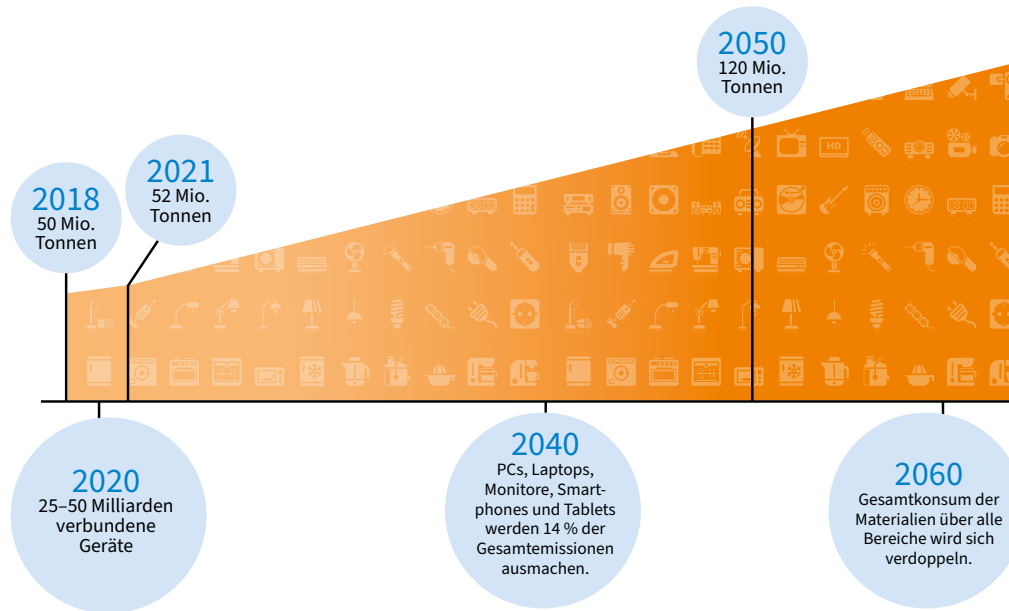 2018
50 Mio.
Tonnen
2021
52 Mio.
Tonnen
2050
120 Mio.
Tonnen
HD
2020
25–50 Milliarden
verbundene
Geräte
2040
PCs, Laptops,
Monitore, Smart-
phones und Tablets
werden 14 % der
Gesamtemissionen
ausmachen.
2060
Gesamtkonsum der
Materialien über alle
Bereiche wird sich
verdoppeln.